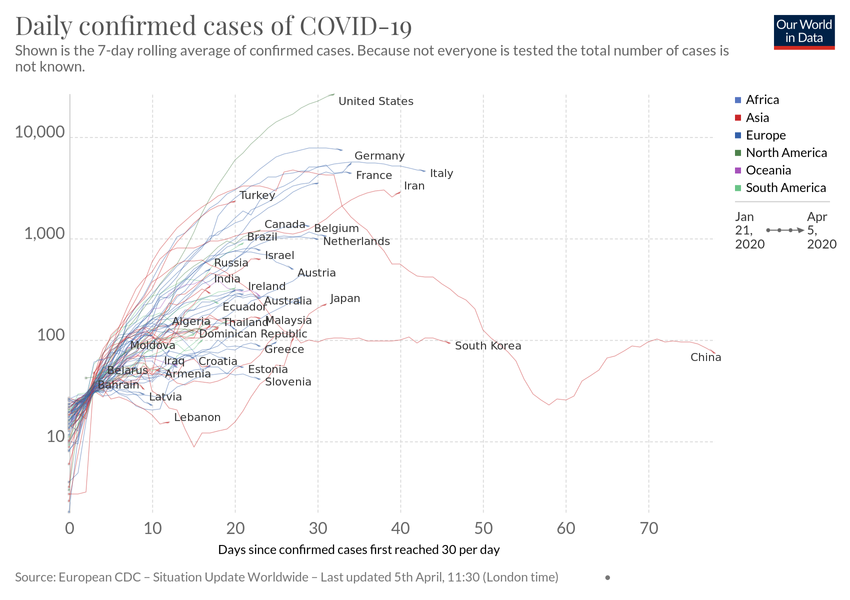 Daily confirmed cases of COVID-19
Shown is the 7-day rolling average of confirmed cases. Because not everyone is tested the total number of cases is
not known.
Our World
in Data
United States
Africa
Asia
Europe
North America
Oceania
South America
Jan
21,
2020
Apr
5,
2020
10,000
1,000
100
10
Germany
Italy
France
Iran
Turkey
Canada
Belgium
Brazil
Netherlands
Israel
Russia
Austria
India
Ireland
Japan
Australia
Ecuador
Algeria
Thailand
Malaysia
Dominican Republic
Moldova
South Korea
Greece
China
Iraq
Croatia
Belarus
Estonia
Armenia
Slovenia
Bahrain
Latvia
Lebanon
0
10
20
30
40
50
60
70
Days since confirmed cases first reached 30 per day
Source: European CDC – Situation Update Worldwide – Last updated 5th April, 11:30 (London time)